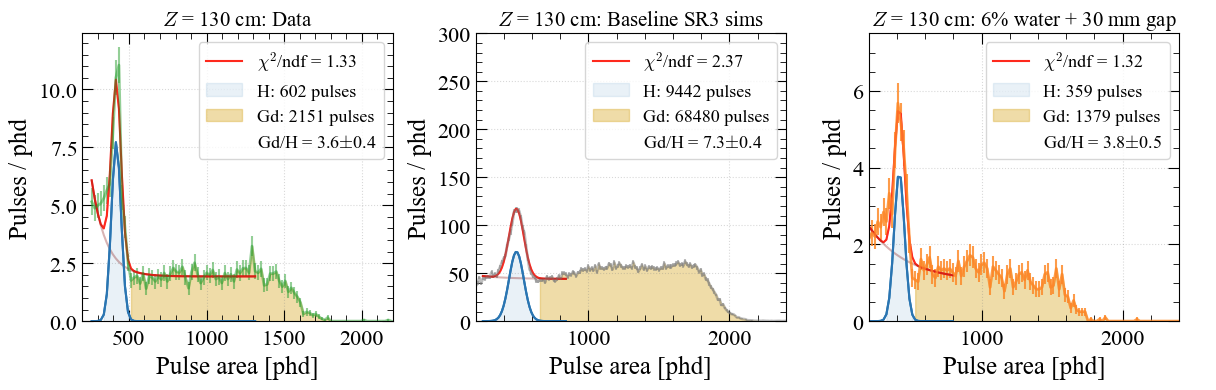 Z = 130 cm: Data
Pulses / phd
10.0
7.5
5.0
2.5
0.0
500
1000
1500
2000
Pulse area [phd]
χ²/ndf = 1.33
H: 602 pulses
Gd: 2151 pulses
Gd/H = 3.6±0.4
Z = 130 cm: Baseline SR3 sims
Pulses / phd
300
250
200
150
100
50
0
1000
2000
Pulse area [phd]
χ²/ndf = 2.37
H: 9442 pulses
Gd: 68480 pulses
Gd/H = 7.3±0.4
Z = 130 cm: 6% water + 30 mm gap
Pulses / phd
6
4
2
0
1000
2000
Pulse area [phd]
χ²/ndf = 1.32
H: 359 pulses
Gd: 1379 pulses
Gd/H = 3.8±0.5